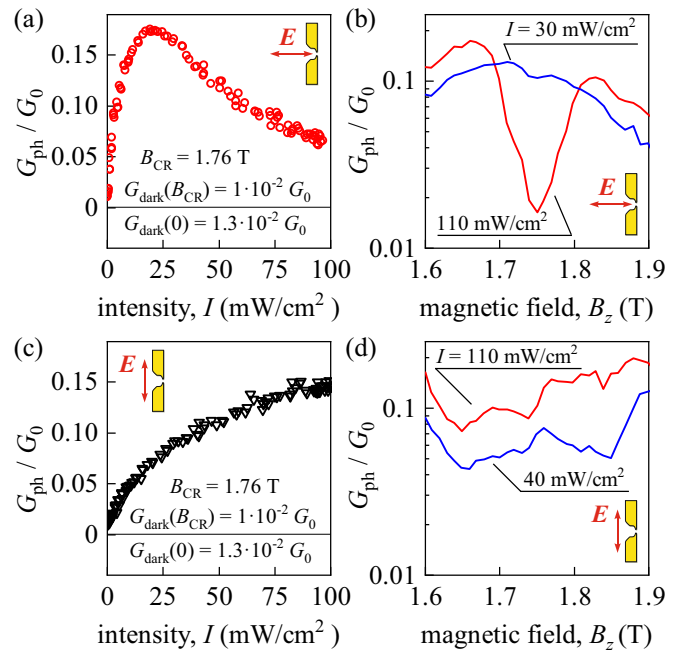 (a)
G_ph / G_0
0.15
0.10
0.05
0
E
B_CR = 1.76 T
G_dark(B_CR) = 1·10^-2 G_0
G_dark(0) = 1.3·10^-2 G_0
0 25 50 75 100
intensity, I (mW/cm^2)
(b)
G_ph / G_0
0.1
0.01
I = 30 mW/cm^2
110 mW/cm^2
E
1.6 1.7 1.8 1.9
magnetic field, B_z (T)
(c)
G_ph / G_0
0.15
0.10
0.05
0
E
B_CR = 1.76 T
G_dark(B_CR) = 1·10^-2 G_0
G_dark(0) = 1.3·10^-2 G_0
0 25 50 75 100
intensity, I (mW/cm^2)
(d)
G_ph / G_0
0.1
0.01
I = 110 mW/cm^2
40 mW/cm^2
E
1.6 1.7 1.8 1.9
magnetic field, B_z (T)